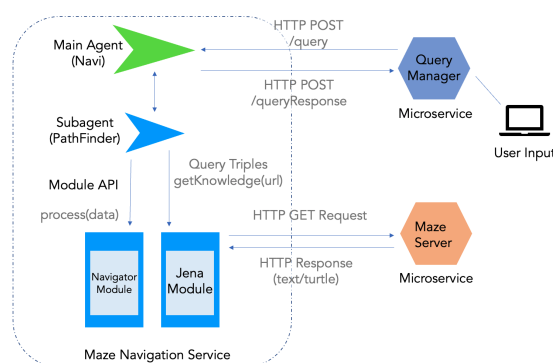 HTTP POST
/query
Main Agent
(Navi)
Query
Manager
HTTP POST
/queryResponse
Microservice
Subagent
(PathFinder)
User Input
Query Triples
getKnowledge(url)
Module API
process(data)
HTTP GET Request
Maze
Server
Navigator
Module
Jena
Module
HTTP Response
(text/turtle)
Microservice
Maze Navigation Service